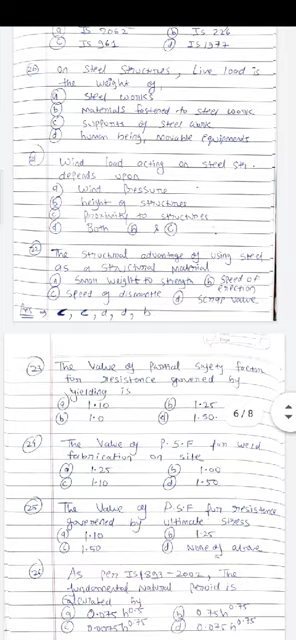 (a) IS 2062 (b) IS 226
(c) IS 961 (d) IS 1977
(20) On Steel Structures, Live load is
the weight of,
(a) steel works
(b) materials fastened to steel work
(c) supports of steel work
(d) human being, movable equipments
(21) Wind load acting on steel str.
depends upon
(a) Wind Pressure
(b) height of structures
(c) proximity to structures
(d) Both (a) & (c)
(22) The structural advantage of using steel
as a structural material
(a) Small weight to strength (b) speed of
erection
(c) speed of dismantle (d) scrap value
c, c, d, d, b
(23) The value of partial safety factor
for resistance governed by
yielding is
(a) 1.10 (b) 1.25
(b) 1.0 (d) 1.50.
6/8
(24) The value of P.S.F for weld
fabrication on site
(a) 1.25 (b) 1.00
(c) 1.10 (d) 1.50
(25) The value of P.S.F for resistance
governed by ultimate stress
(a) 1.10 (b) 1.25
(c) 1.50 (d) None of above
(26) As per IS 1893-2002, The
fundamental natural period is
calculated by
(a) 0.075 h^0.5 (b) 0.75 h^0.75
(c) 0.0075 h^0.75 (d) 0.075 h^0.75